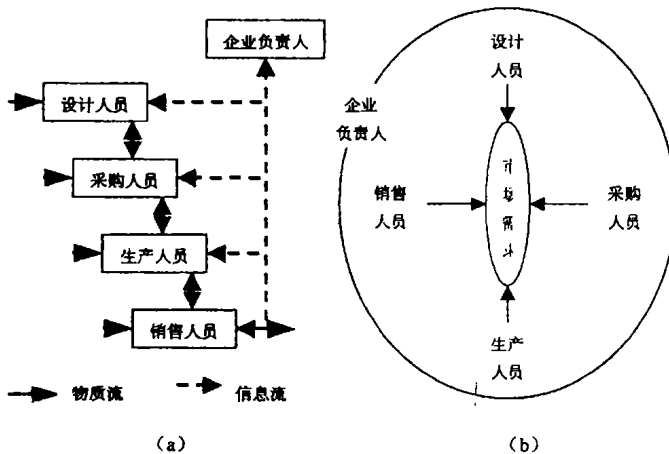 企业负责人
设计人员
采购人员
生产人员
销售人员
物质流
信息流
(a)
设计
人员
企业
负责人
销售
人员
采购
人员
生产
人员
(b)